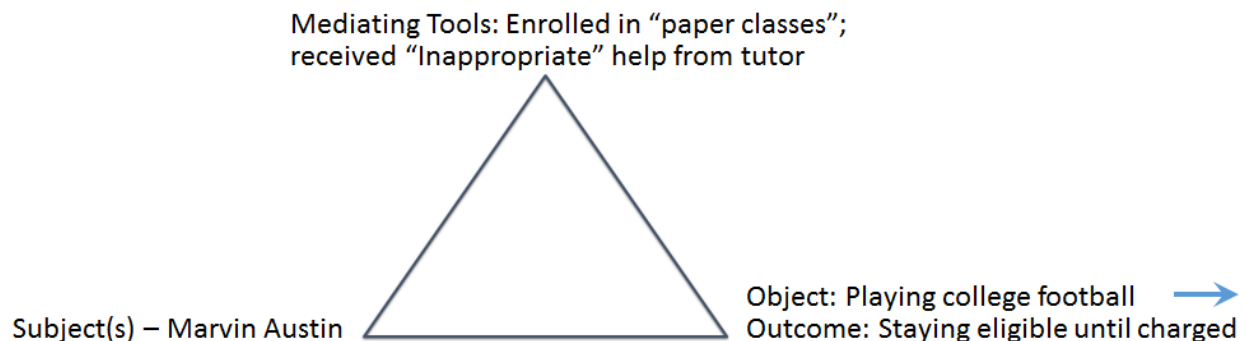 Mediating Tools: Enrolled in “paper classes”;
received “Inappropriate” help from tutor
Subject(s) – Marvin Austin
Object: Playing college football
Outcome: Staying eligible until charged